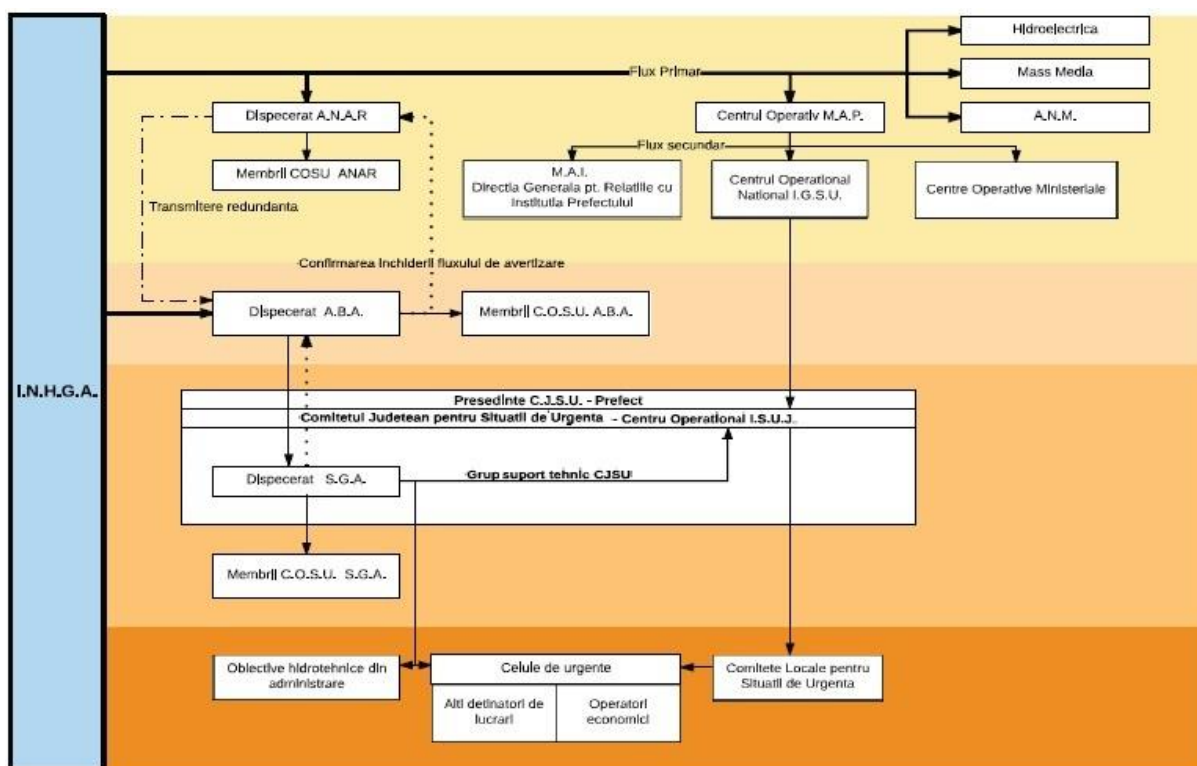 Hidroelectrica
Flux Primar
Mass Media
Dispecerat A.N.A.R
Centrul Operativ M.A.P.
A.N.M.
Flux secundar
Membrii COSU ANAR
M.A.I.
Directia Generala pt. Relatiile cu
Institutia Prefectului
Centrul Operational
National I.G.S.U.
Centre Operative Ministeriale
Transmitere redundanta
Confirmarea inchiderii fluxului de avertizare
Dispecerat A.B.A.
Membrii C.O.S.U. A.B.A.
I.N.H.G.A.
Presedinte C.J.S.U. - Prefect
Comitetul Judetean pentru Situatii de Urgenta - Centru Operational I.S.U.J.
Dispecerat S.G.A.
Grup suport tehnic CJSU
Membrii C.O.S.U. S.G.A.
Obiective hidrotehnice din
administrare
Celule de urgente
Comitete Locale pentru
Situatii de Urgenta
Alti detinatori de
lucrari
Operatori
economici